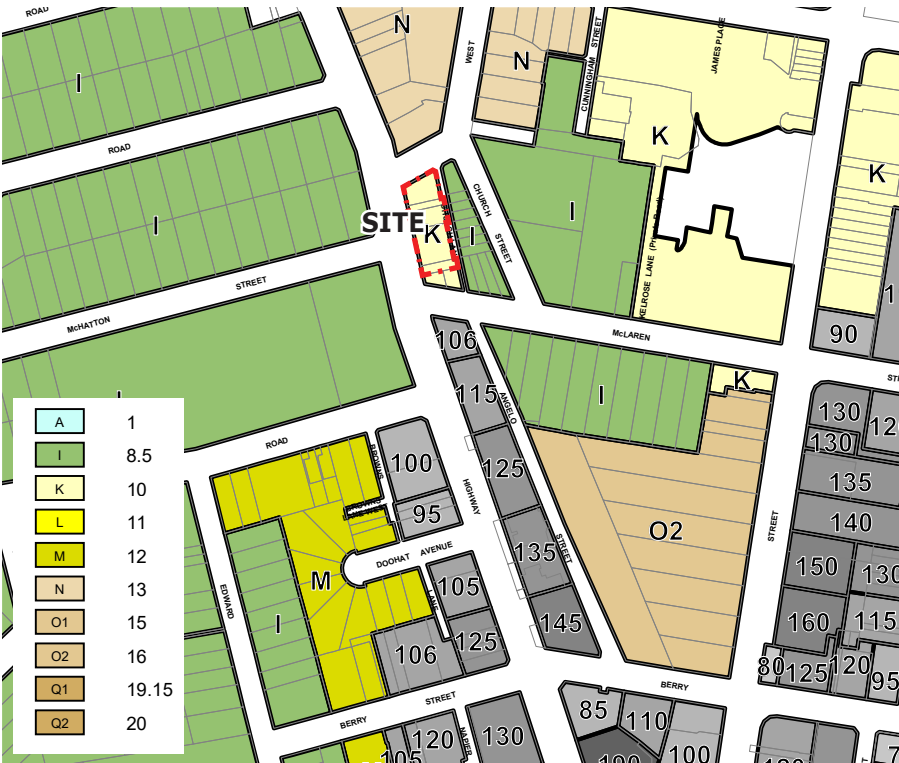 ROAD
N
WEST
N
CUNNINGHAM STREET
JAMES PLACE
I
ROAD
K
K
I
CHURCH STREET
I
SITE
K
I
KELROSE LANE
STREET
McHATTON
McLAREN
1
90
106
K
I
115
ANGELO
130
130
135
ROAD
100
125
HIGHWAY
95
O2
STREET
140
DOOHAT AVENUE
135
STREET
150
130
M
105
EDWARD
I
LANE
145
160
115
106
125
80
125
120
95
BERRY
STREET
BERRY
85
110
100
120
NAPIER
130
105
A 1
I 8.5
K 10
L 11
M 12
N 13
O1 15
O2 16
Q1 19.15
Q2 20